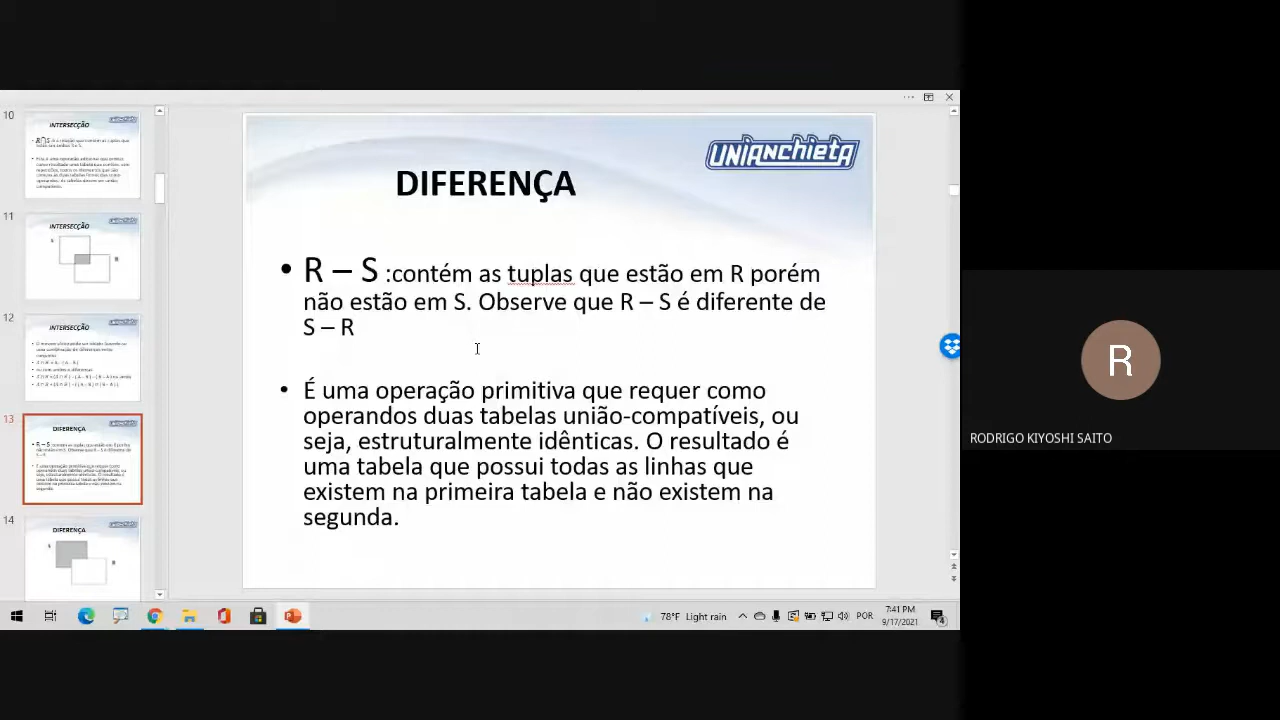 10
INTERSECÇÃO
11
INTERSECÇÃO
S
R
12
INTERSECÇÃO
13
DIFERENÇA
14
DIFERENÇA
S
R
UNIANCHIETA
DIFERENÇA
• R – S :contém as tuplas que estão em R porém
não estão em S. Observe que R – S é diferente de
S – R
• É uma operação primitiva que requer como
operandos duas tabelas união-compatíveis, ou
seja, estruturalmente idênticas. O resultado é
uma tabela que possui todas as linhas que
existem na primeira tabela e não existem na
segunda.
R
RODRIGO KIYOSHI SAITO
78°F Light rain
POR
7:41 PM
9/17/2021
4